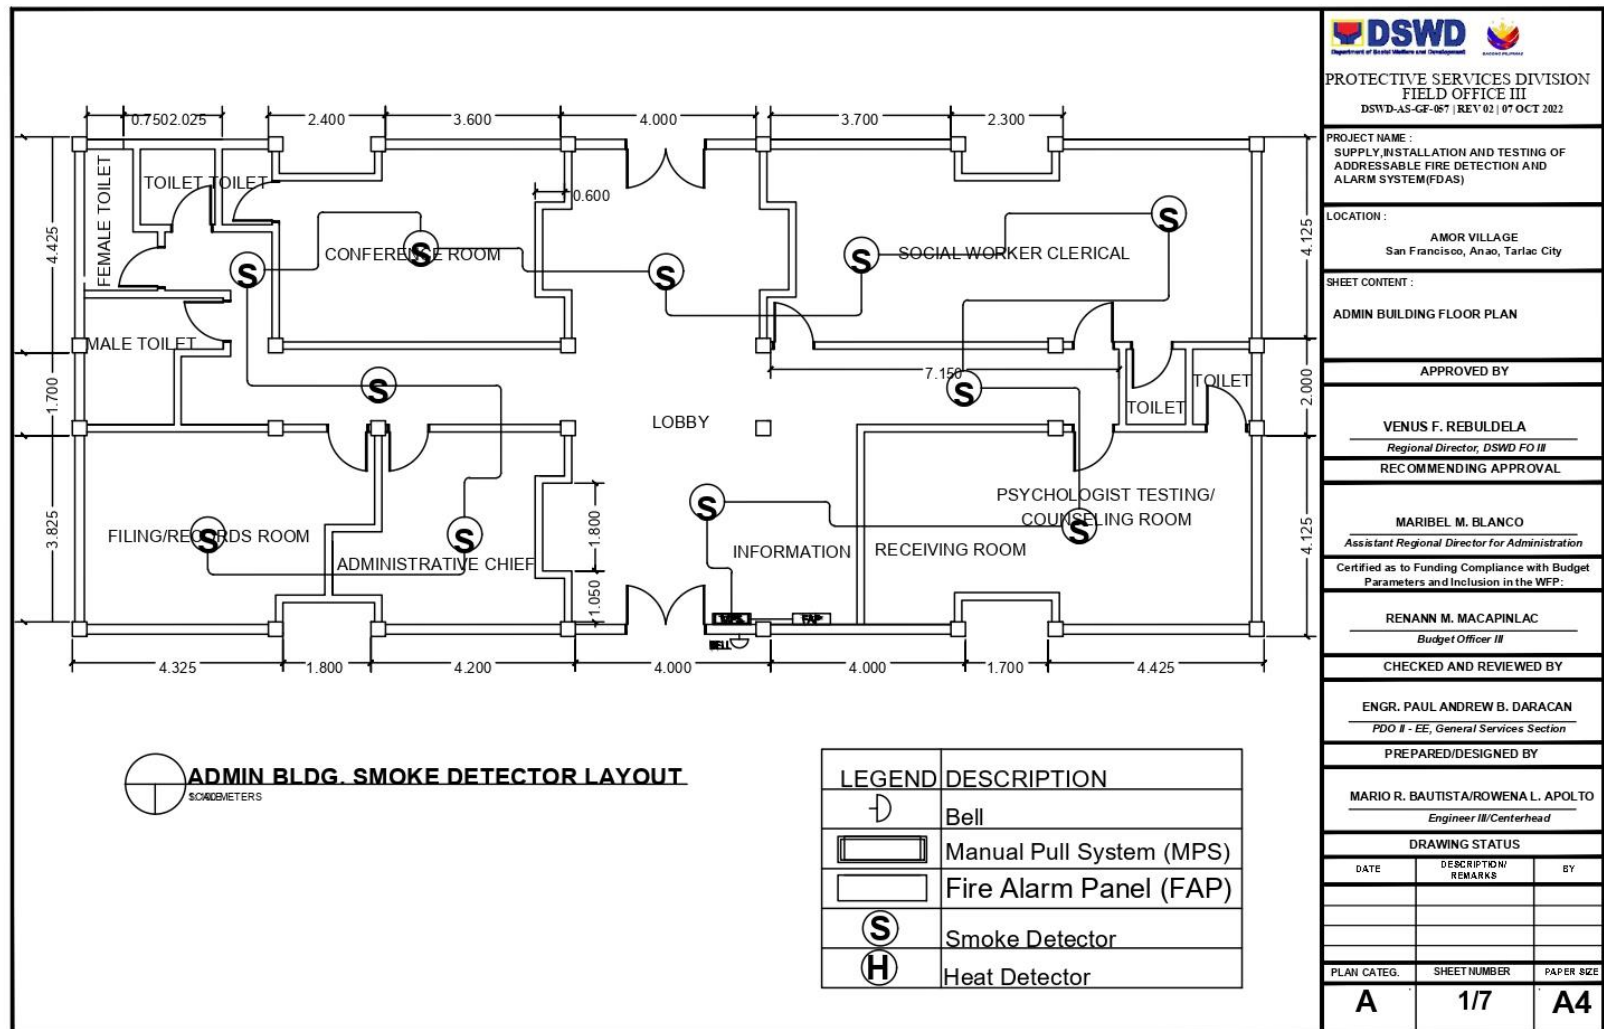 0.7502.025
2.400
3.600
4.000
3.700
2.300
FEMALE TOILET
TOILET TOILET
0.600
4.425
CONFERENCE ROOM
S
S
S
S
SOCIAL WORKER CLERICAL
S
4.125
MALE TOILET
1.700
S
LOBBY
7.150
S
TOILET
TOILET
2.000
3.825
FILING/RECORDS ROOM
S
S
ADMINISTRATIVE CHIEF
1.800
1.050
S
INFORMATION
RECEIVING ROOM
PSYCHOLOGIST TESTING/
COUNSELING ROOM
S
4.125
MPS
FAP
BELL
4.325
1.800
4.200
4.000
4.000
1.700
4.425
ADMIN BLDG. SMOKE DETECTOR LAYOUT
METERS
LEGEND DESCRIPTION
Bell
Manual Pull System (MPS)
Fire Alarm Panel (FAP)
S Smoke Detector
H Heat Detector
DSWD
Department of Social Welfare and Development
PROTECTIVE SERVICES DIVISION
FIELD OFFICE III
DSWD-AS-GF-057 | REV 02 | 07 OCT 2022
PROJECT NAME :
SUPPLY,INSTALLATION AND TESTING OF
ADDRESSABLE FIRE DETECTION AND
ALARM SYSTEM(FDAS)
LOCATION :
AMOR VILLAGE
San Francisco, Anao, Tarlac City
SHEET CONTENT :
ADMIN BUILDING FLOOR PLAN
APPROVED BY
VENUS F. REBULDELA
Regional Director, DSWD FO III
RECOMMENDING APPROVAL
MARIBEL M. BLANCO
Assistant Regional Director for Administration
Certified as to Funding Compliance with Budget
Parameters and Inclusion in the WFP:
RENANN M. MACAPINLAC
Budget Officer III
CHECKED AND REVIEWED BY
ENGR. PAUL ANDREW B. DARACAN
PDO II - EE, General Services Section
PREPARED/DESIGNED BY
MARIO R. BAUTISTA/ROWENA L. APOLTO
Engineer III/Centerhead
DRAWING STATUS
DATE
DESCRIPTION/
REMARKS
BY
PLAN CATEG.
SHEET NUMBER
PAPER SIZE
A
1/7
A4